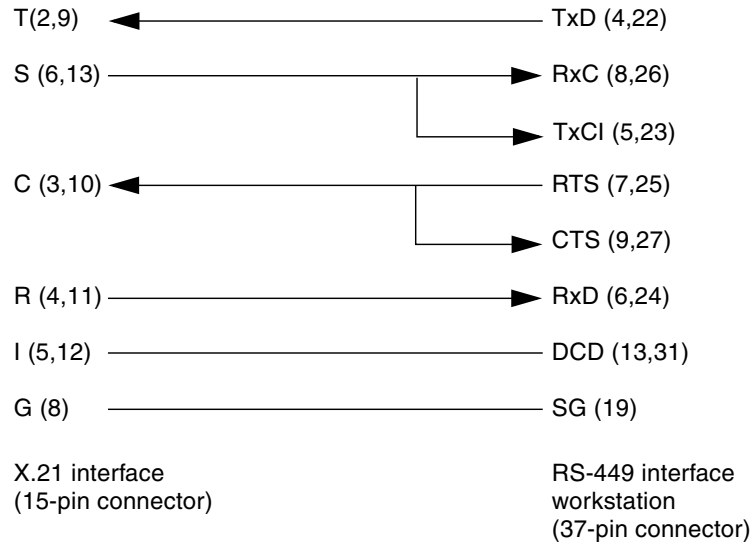 T(2,9) TxD (4,22)
S (6,13) RxC (8,26)
TxCI (5,23)
C (3,10) RTS (7,25)
CTS (9,27)
R (4,11) RxD (6,24)
I (5,12) DCD (13,31)
G (8) SG (19)
X.21 interface
(15-pin connector)
RS-449 interface
workstation
(37-pin connector)